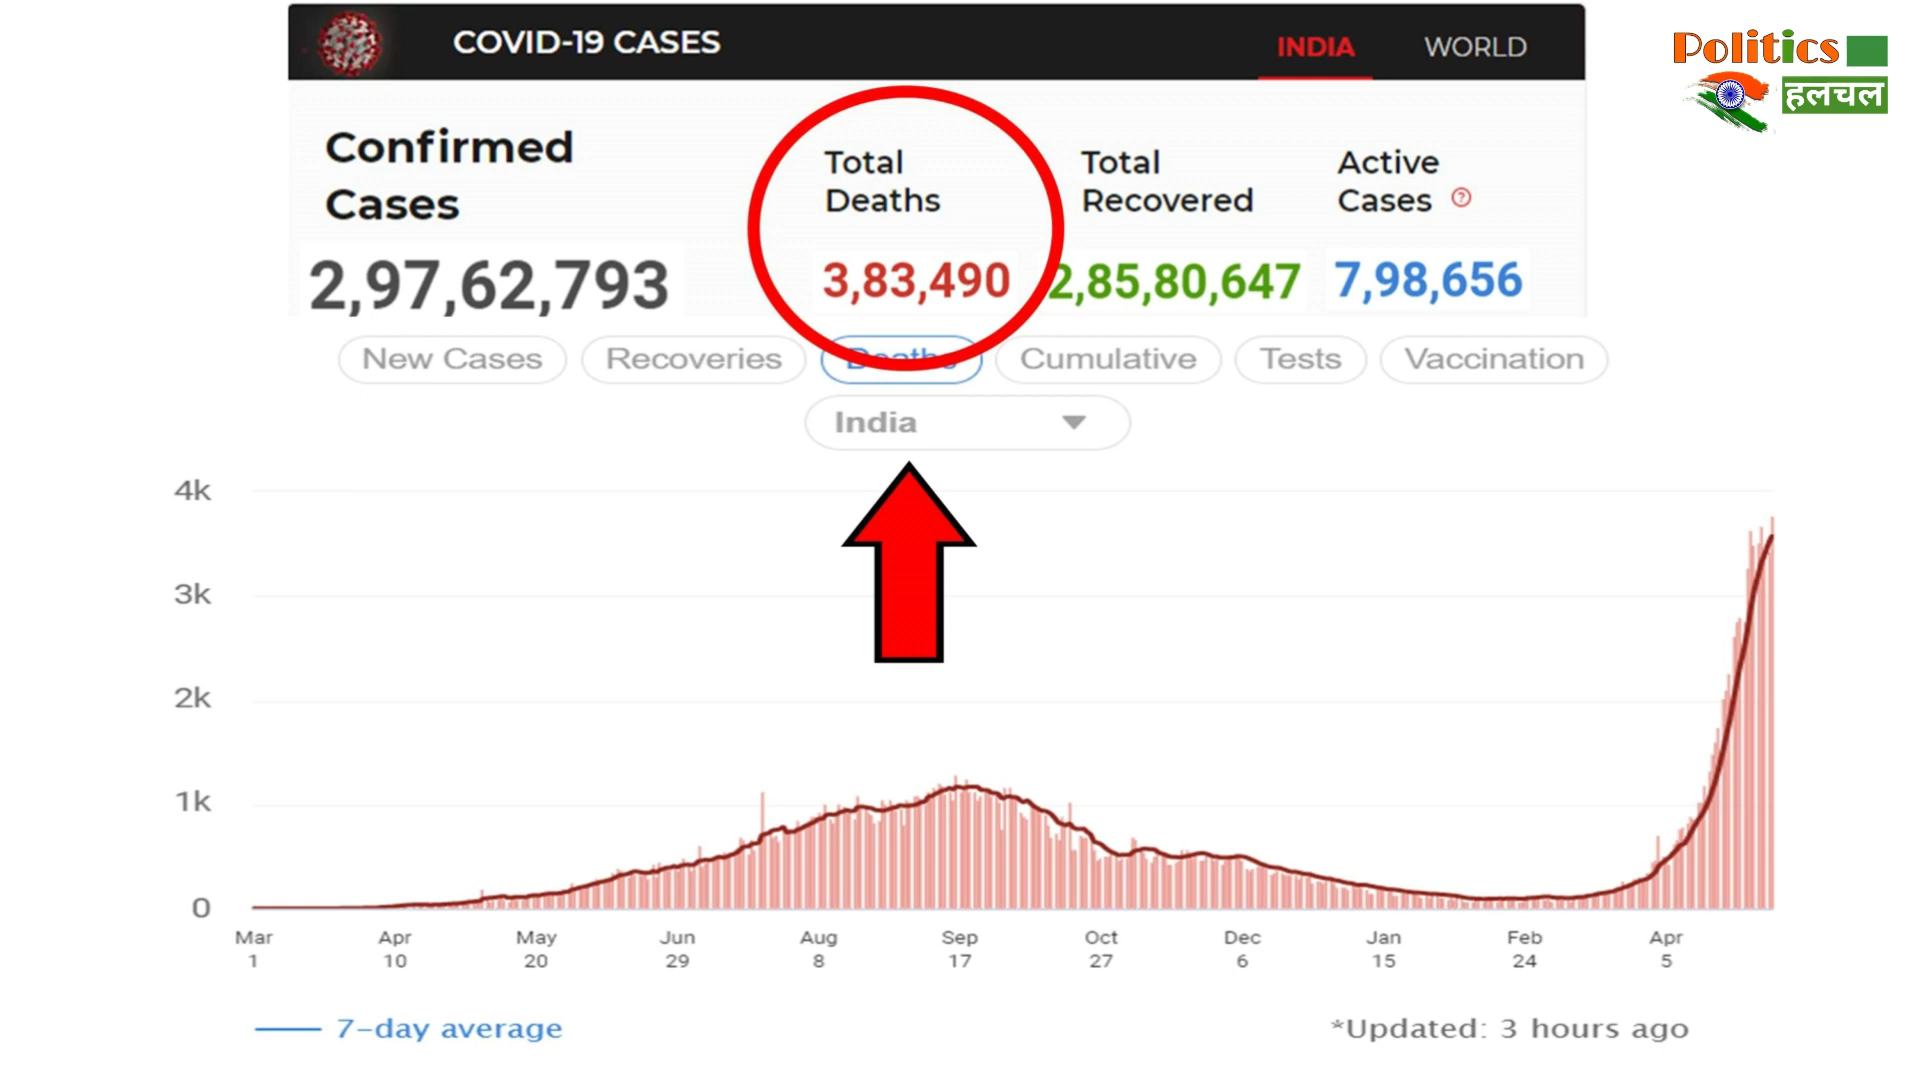 COVID-19 CASES
INDIA
WORLD
Politics
हलचल
Confirmed
Cases
Total
Deaths
Total
Recovered
Active
Cases ?
2,97,62,793
3,83,490
2,85,80,647
7,98,656
New Cases
Recoveries
Deaths
Cumulative
Tests
Vaccination
India
4k
3k
2k
1k
0
Mar
1
Apr
10
May
20
Jun
29
Aug
8
Sep
17
Oct
27
Dec
6
Jan
15
Feb
24
Apr
5
7-day average
*Updated: 3 hours ago